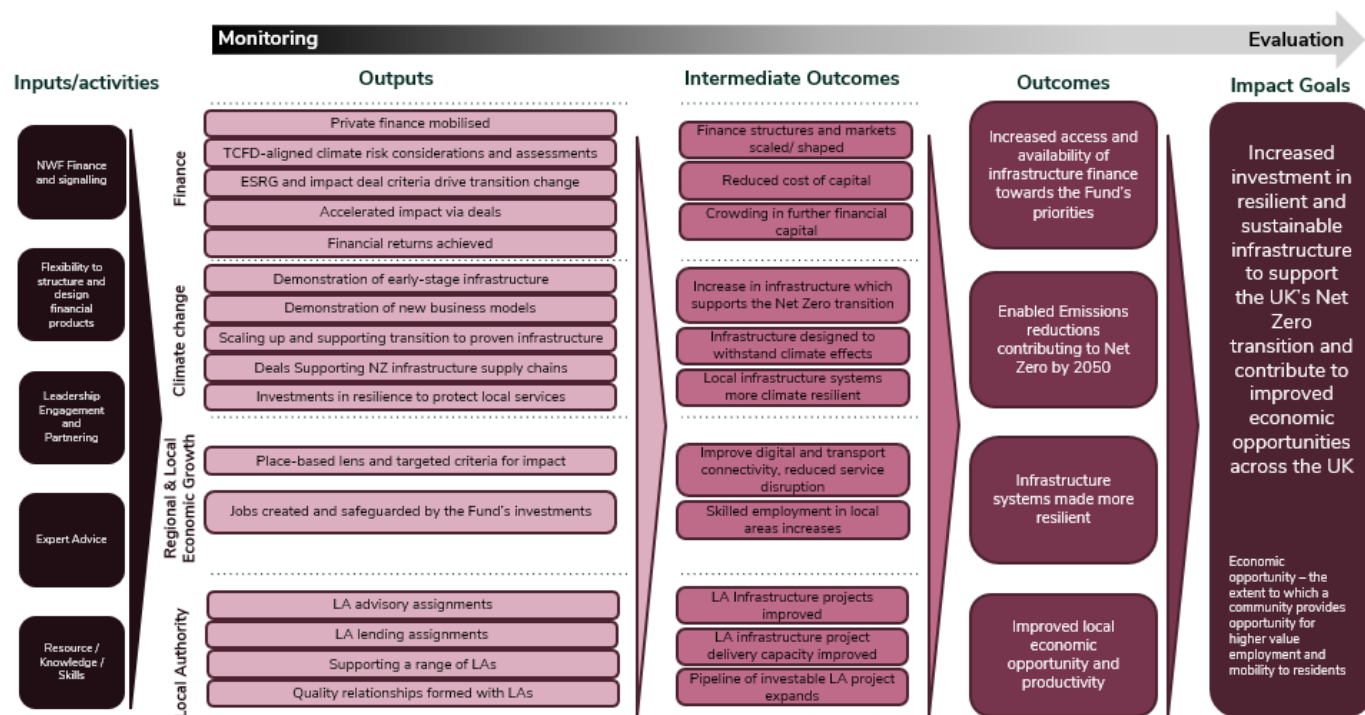 Monitoring
Evaluation
Inputs/activities
Outputs
Intermediate Outcomes
Outcomes
Impact Goals
NWF Finance
and signalling
Flexibility to
structure and
design
financial
products
Leadership
Engagement
and
Partnering
Expert Advice
Resource /
Knowledge /
Skills
Finance
Private finance mobilised
TCFD-aligned climate risk considerations and assessments
ESRG and impact deal criteria drive transition change
Accelerated impact via deals
Financial returns achieved
Climate change
Demonstration of early-stage infrastructure
Demonstration of new business models
Scaling up and supporting transition to proven infrastructure
Deals Supporting NZ infrastructure supply chains
Investments in resilience to protect local services
Regional & Local
Economic Growth
Place-based lens and targeted criteria for impact
Jobs created and safeguarded by the Fund's investments
Local Authority
LA advisory assignments
LA lending assignments
Supporting a range of LAs
Quality relationships formed with LAs
Finance structures and markets
scaled/ shaped
Reduced cost of capital
Crowding in further financial
capital
Increase in infrastructure which
supports the Net Zero transition
Infrastructure designed to
withstand climate effects
Local infrastructure systems
more climate resilient
Improve digital and transport
connectivity, reduced service
disruption
Skilled employment in local
areas increases
LA Infrastructure projects
improved
LA infrastructure project
delivery capacity improved
Pipeline of investable LA project
expands
Increased access and
availability of
infrastructure finance
towards the Fund's
priorities
Enabled Emissions
reductions
contributing to Net
Zero by 2050
Infrastructure
systems made more
resilient
Improved local
economic
opportunity and
productivity
Increased
investment in
resilient and
sustainable
infrastructure
to support
the UK's Net
Zero
transition and
contribute to
improved
economic
opportunities
across the UK
Economic
opportunity – the
extent to which a
community provides
opportunity for
higher value
employment and
mobility to residents